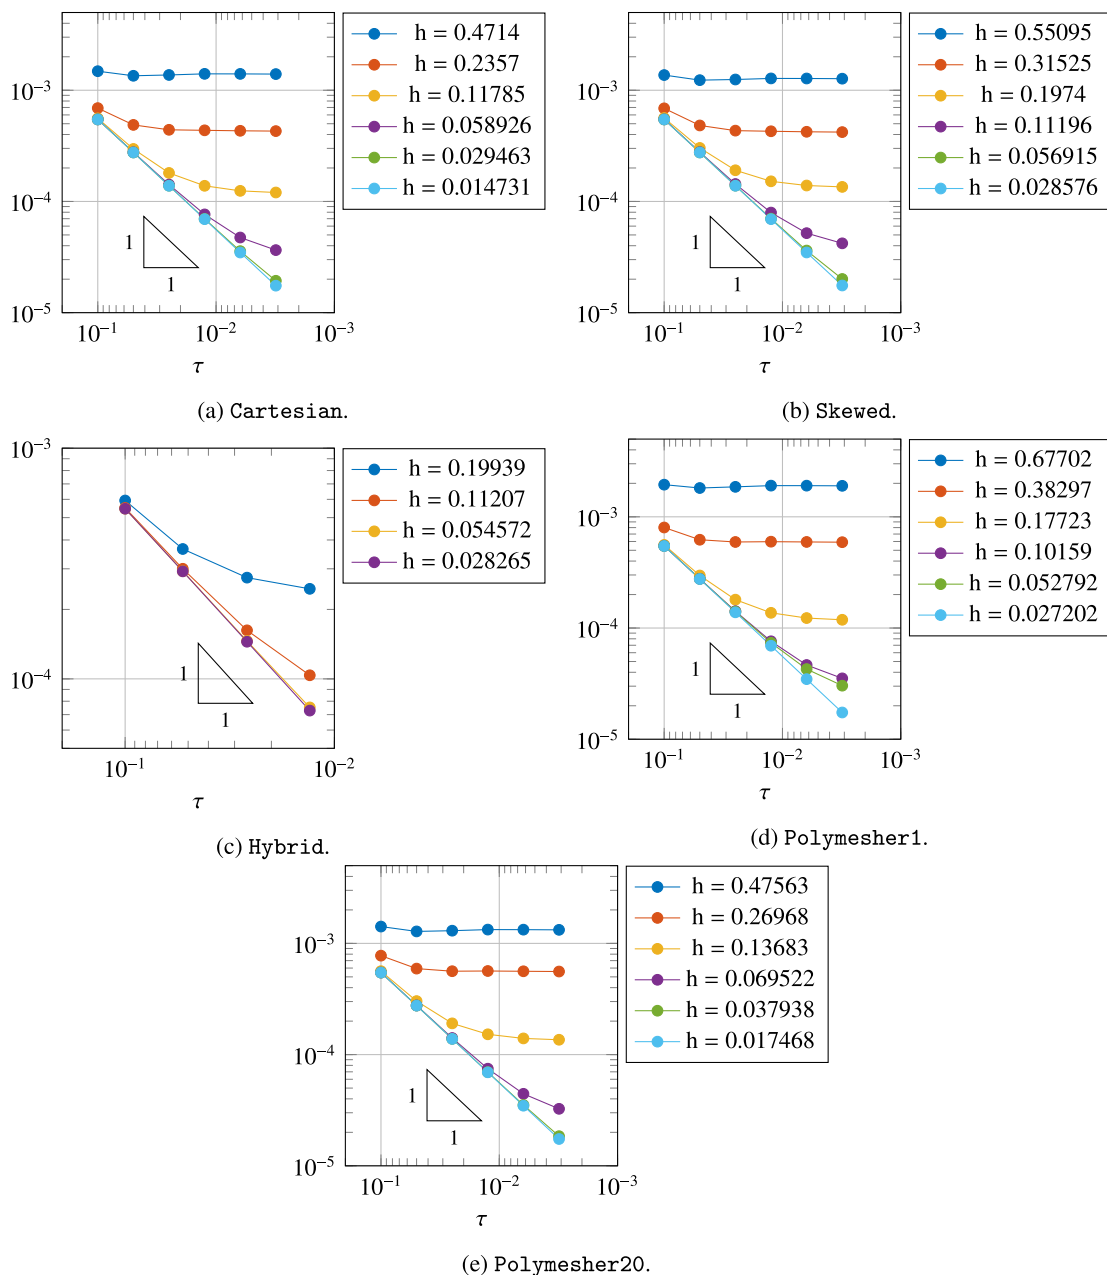 10⁻³
10⁻⁴
10⁻⁵
1
1
10⁻¹
10⁻²
10⁻³
τ
h = 0.4714
h = 0.2357
h = 0.11785
h = 0.058926
h = 0.029463
h = 0.014731
(a) Cartesian.
10⁻³
10⁻⁴
10⁻⁵
1
1
10⁻¹
10⁻²
10⁻³
τ
h = 0.55095
h = 0.31525
h = 0.1974
h = 0.11196
h = 0.056915
h = 0.028576
(b) Skewed.
10⁻³
10⁻⁴
1
1
10⁻¹
10⁻²
τ
h = 0.19939
h = 0.11207
h = 0.054572
h = 0.028265
(c) Hybrid.
10⁻³
10⁻⁴
10⁻⁵
1
1
10⁻¹
10⁻²
10⁻³
τ
h = 0.67702
h = 0.38297
h = 0.17723
h = 0.10159
h = 0.052792
h = 0.027202
(d) Polymesher1.
10⁻³
10⁻⁴
10⁻⁵
1
1
10⁻¹
10⁻²
10⁻³
τ
h = 0.47563
h = 0.26968
h = 0.13683
h = 0.069522
h = 0.037938
h = 0.017468
(e) Polymesher20.